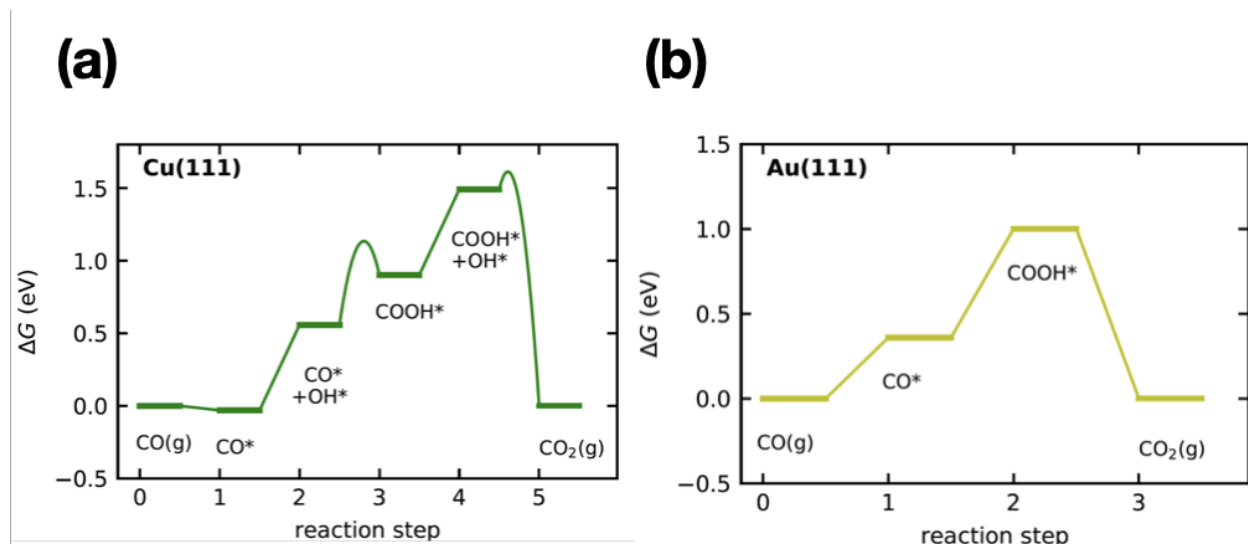 (a)
Cu(111)
ΔG (eV)
1.5
1.0
0.5
0.0
−0.5
CO(g)
CO*
CO*
+OH*
COOH*
COOH*
+OH*
CO₂(g)
0 1 2 3 4 5
reaction step
(b)
Au(111)
ΔG (eV)
1.5
1.0
0.5
0.0
−0.5
CO(g)
CO*
COOH*
CO₂(g)
0 1 2 3
reaction step